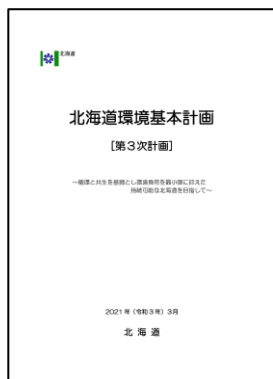 北海道
北海道環境基本計画
[第3次計画]
~循環と共生を基調とし環境負荷を最小限に抑えた
持続可能な北海道を目指して~
2021年(令和3年)3月
北海道